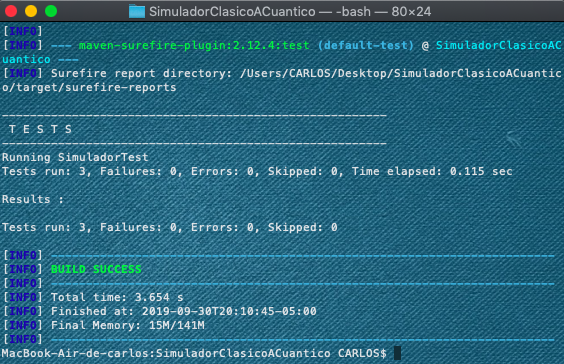 SimuladorClasicoACuantico — -bash — 80×24
[INFO]
[INFO] --- maven-surefire-plugin:2.12.4:test (default-test) @ SimuladorClasicoAC
uantico ---
[INFO] Surefire report directory: /Users/CARLOS/Desktop/SimuladorClasicoACuantic
o/target/surefire-reports
-------------------------------------------------------
 T E S T S
-------------------------------------------------------
Running SimuladorTest
Tests run: 3, Failures: 0, Errors: 0, Skipped: 0, Time elapsed: 0.115 sec
Results :
Tests run: 3, Failures: 0, Errors: 0, Skipped: 0
[INFO] ------------------------------------------------------------------------
[INFO] BUILD SUCCESS
[INFO] ------------------------------------------------------------------------
[INFO] Total time: 3.654 s
[INFO] Finished at: 2019-09-30T20:10:45-05:00
[INFO] Final Memory: 15M/141M
[INFO] ------------------------------------------------------------------------
MacBook-Air-de-carlos:SimuladorClasicoACuantico CARLOS$